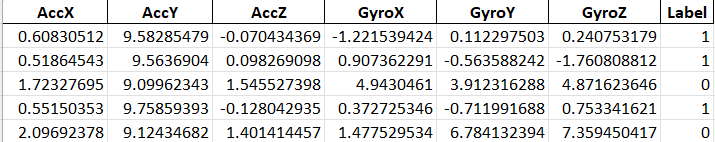 AccX AccY AccZ GyroX GyroY GyroZ Label
0.60830512 9.58285479 -0.070434369 -1.221539424 0.112297503 0.240753179 1
0.51864543 9.5636904 0.098269098 0.907362291 -0.563588242 -1.760808812 1
1.72327695 9.09962343 1.545527398 4.9430461 3.912316288 4.871623646 0
0.55150353 9.75859393 -0.128042935 0.372725346 -0.711991688 0.753341621 1
2.09692378 9.12434682 1.401414457 1.477529534 6.784132394 7.359450417 0